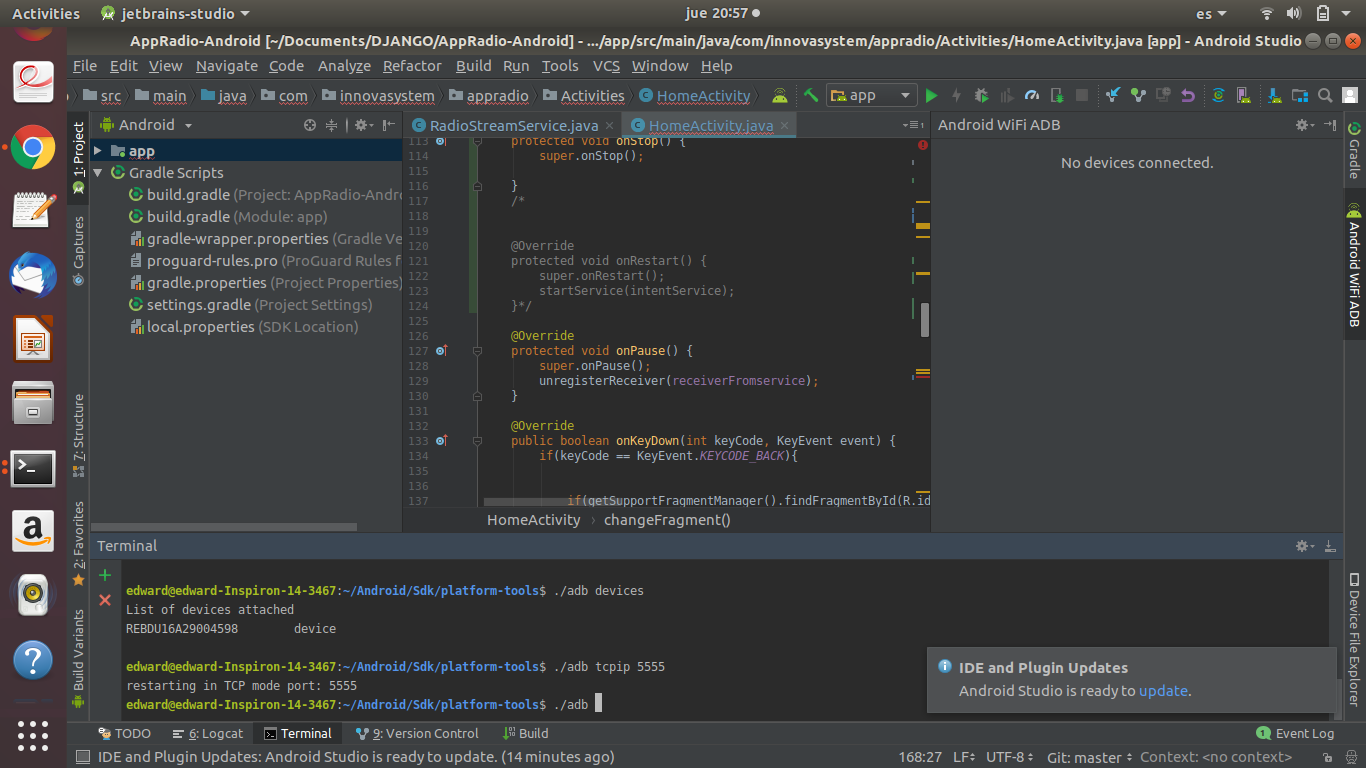 Activities
jetbrains-studio
jue 20:57
es
AppRadio-Android [~/Documents/DJANGO/AppRadio-Android] - .../app/src/main/java/com/innovasystem/appradio/Activities/HomeActivity.java [app] - Android Studio
File Edit View Navigate Code Analyze Refactor Build Run Tools VCS Window Help
src main java com innovasystem appradio Activities HomeActivity app
1: Project
Captures
7: Structure
2: Favorites
Build Variants
Android
app
Gradle Scripts
build.gradle (Project: AppRadio-Andro
build.gradle (Module: app)
gradle-wrapper.properties (Gradle Ve
proguard-rules.pro (ProGuard Rules f
gradle.properties (Project Properties)
settings.gradle (Project Settings)
local.properties (SDK Location)
RadioStreamService.java
HomeActivity.java
113 protected void onStop() {
114 super.onStop();
115
116 }
117 /*
118
119
120 @Override
121 protected void onRestart() {
122 super.onRestart();
123 startService(intentService);
124 }*/
125
126 @Override
127 protected void onPause() {
128 super.onPause();
129 unregisterReceiver(receiverFromservice);
130 }
131
132 @Override
133 public boolean onKeyDown(int keyCode, KeyEvent event) {
134 if(keyCode == KeyEvent.KEYCODE_BACK){
135
136
137 if(getSupportFragmentManager().findFragmentById(R.id
HomeActivity › changeFragment()
Android WiFi ADB
No devices connected.
Gradle
Android WiFi ADB
Device File Explorer
Terminal
edward@edward-Inspiron-14-3467:~/Android/Sdk/platform-tools$ ./adb devices
List of devices attached
REBDU16A29004598 device
edward@edward-Inspiron-14-3467:~/Android/Sdk/platform-tools$ ./adb tcpip 5555
restarting in TCP mode port: 5555
edward@edward-Inspiron-14-3467:~/Android/Sdk/platform-tools$ ./adb
IDE and Plugin Updates
Android Studio is ready to update.
TODO 6: Logcat Terminal 9: Version Control Build 1 Event Log
IDE and Plugin Updates: Android Studio is ready to update. (14 minutes ago) 168:27 LF UTF-8 Git: master Context: <no context>